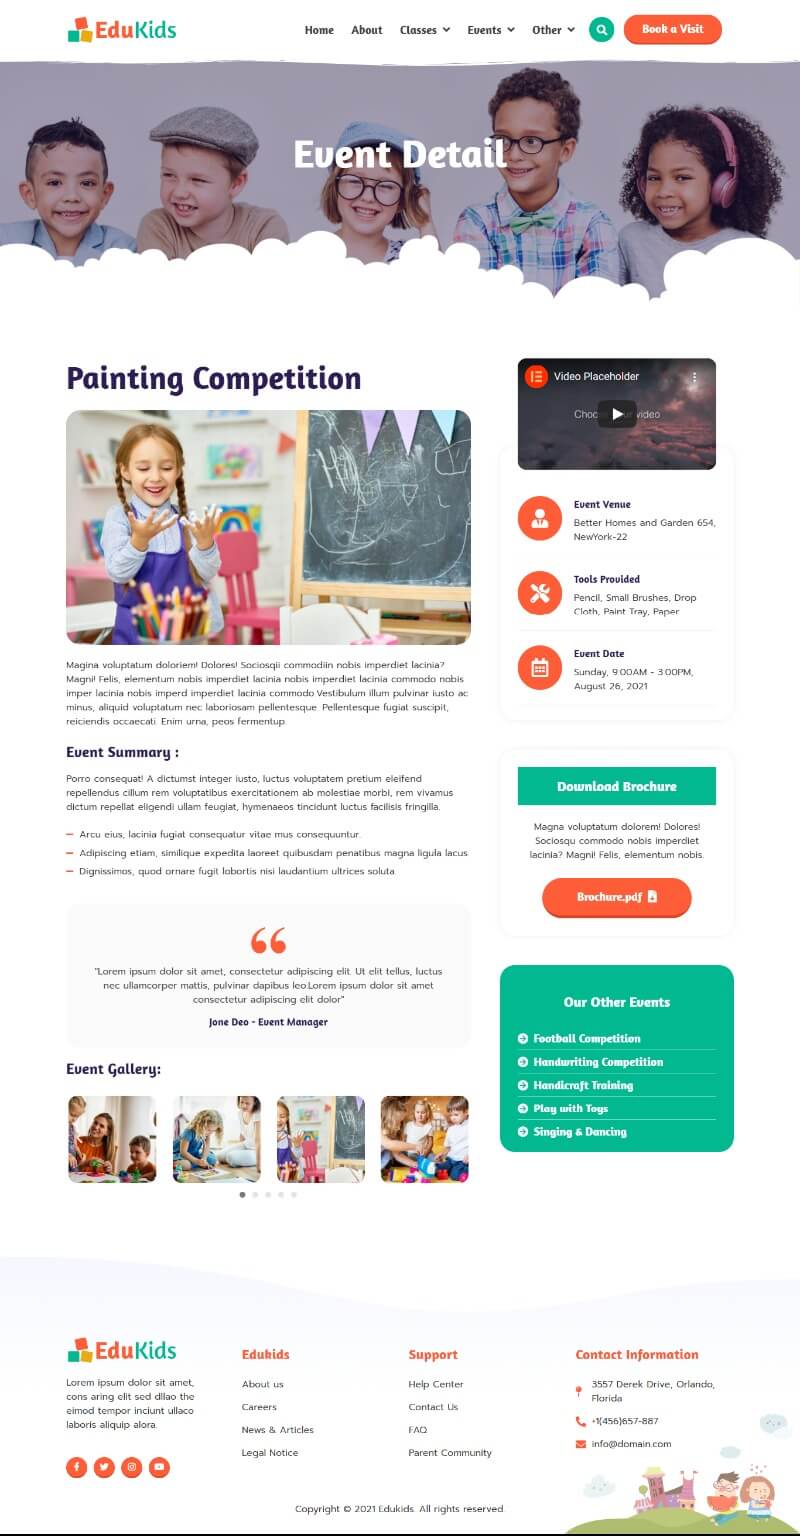 EduKids
Home About Classes Events Other Book a Visit
Event Detail
Painting Competition
Magina voluptatum doloriem! Dolores! Sociosqii commodiin nobis imperdiet lacinia?
Magni! Felis, elementum nobis imperdiet lacinia nobis imperdiet lacinia commodo nobis
imper lacinia nobis imperd imperdiet lacinia commodo.Vestibulum illum pulvinar iusto ac
minus, aliquid voluptatum nec laboriosam pellentesque. Pellentesque fugiat suscipit,
reiciendis occaecati. Enim urna, peos fermentup.
Event Summary :
Porro consequat! A dictumst integer iusto, luctus voluptatem pretium eleifend
repellendus cillum rem voluptatibus exercitationem ab molestiae morbi, rem vivamus
dictum repellat eligendi ullam feugiat, hymenaeos tincidunt luctus facilisis fringilla.
Arcu eius, lacinia fugiat consequatur vitae mus consequuntur.
Adipiscing etiam, similique expedita laoreet quibusdam penatibus magna ligula lacus.
Dignissimos, quod ornare fugit lobortis nisi laudantium ultrices soluta.
"Lorem ipsum dolor sit amet, consectetur adipiscing elit. Ut elit tellus, luctus
nec ullamcorper mattis, pulvinar dapibus leo.Lorem ipsum dolor sit amet
consectetur adipiscing elit dolor"
Jone Deo - Event Manager
Event Gallery:
Video Placeholder
Event Venue
Better Homes and Garden 654,
NewYork-22
Tools Provided
Pencil, Small Brushes, Drop
Cloth, Paint Tray, Paper
Event Date
Sunday, 9:00AM - 3:00PM,
August 26, 2021
Download Brochure
Magna voluptatum dolorem! Dolores!
Sociosqu commodo nobis imperdiet
lacinia? Magni! Felis, elementum nobis.
Brochure.pdf
Our Other Events
Football Competition
Handwriting Competition
Handicraft Training
Play with Toys
Singing & Dancing
EduKids
Lorem ipsum dolor sit amet,
cons aring elit sed dllao the
eimod tempor inciunt ullaco
laboris aliquip alora.
Edukids
About us
Careers
News & Articles
Legal Notice
Support
Help Center
Contact Us
FAQ
Parent Community
Contact Information
3557 Derek Drive, Orlando,
Florida
+1(456)657-887
info@domain.com
Copyright © 2021 Edukids. All rights reserved.